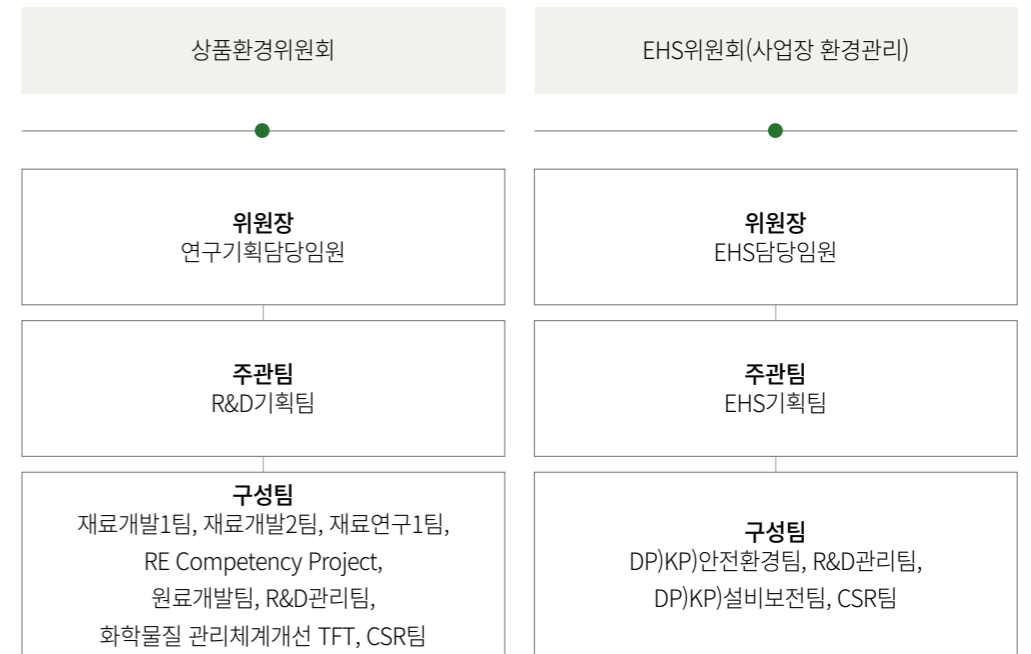 상품환경위원회
위원장
연구기획담당임원
주관팀
R&D기획팀
구성팀
재료개발1팀, 재료개발2팀, 재료연구1팀,
RE Competency Project,
원료개발팀, R&D관리팀,
화학물질 관리체계개선 TFT, CSR팀
EHS위원회(사업장 환경관리)
위원장
EHS담당임원
주관팀
EHS기획팀
구성팀
DP)KP)안전환경팀, R&D관리팀,
DP)KP)설비보전팀, CSR팀